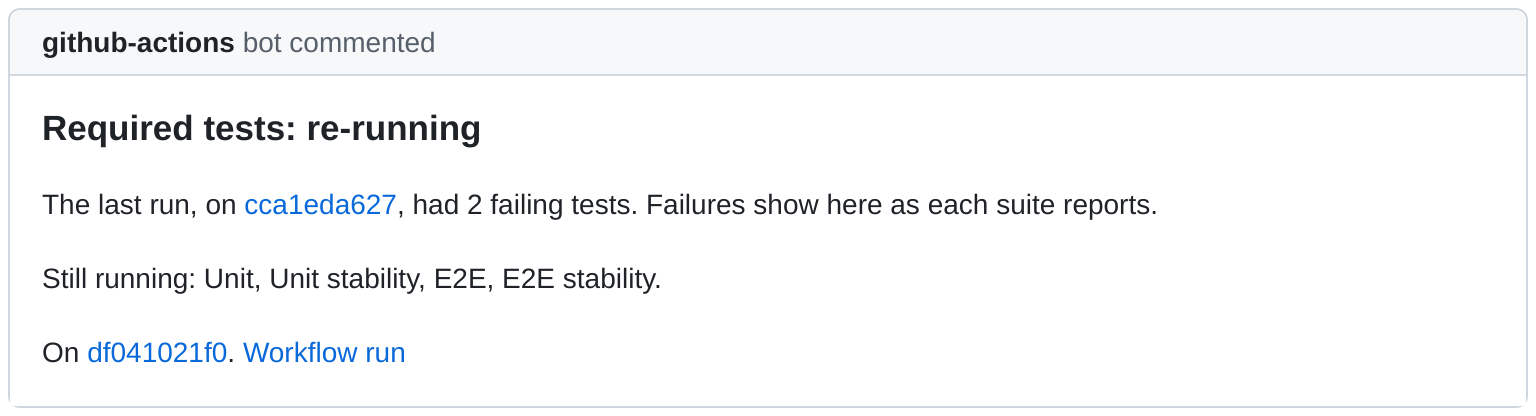 github-actions bot commented
Required tests: re-running
The last run, on cca1eda627, had 2 failing tests. Failures show here as each suite reports.
Still running: Unit, Unit stability, E2E, E2E stability.
On df041021f0. Workflow run